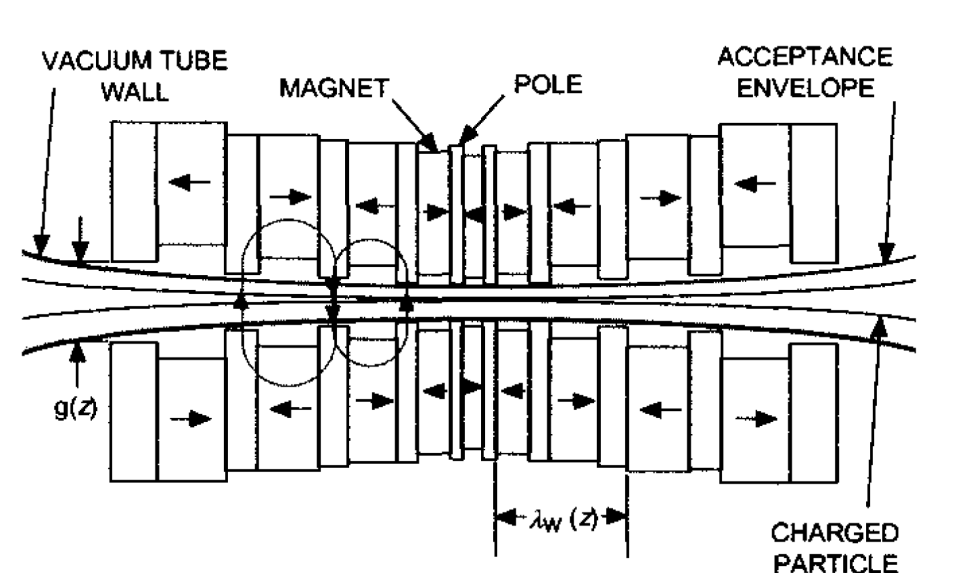 VACUUM TUBE
WALL
MAGNET
POLE
ACCEPTANCE
ENVELOPE
g(z)
λW (z)
CHARGED
PARTICLE